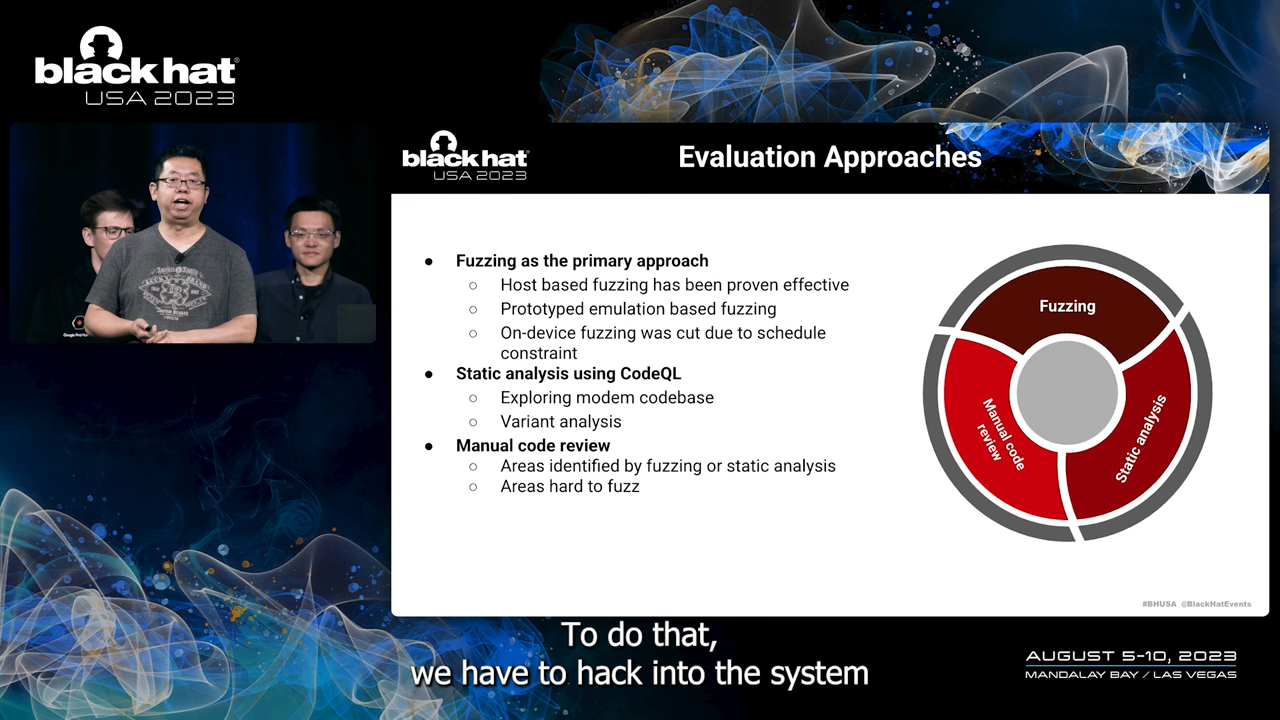 black hat®
USA 2023
black hat®
USA 2023
Evaluation Approaches
● Fuzzing as the primary approach
○ Host based fuzzing has been proven effective
○ Prototyped emulation based fuzzing
○ On-device fuzzing was cut due to schedule
constraint
● Static analysis using CodeQL
○ Exploring modem codebase
○ Variant analysis
● Manual code review
○ Areas identified by fuzzing or static analysis
○ Areas hard to fuzz
Fuzzing
Manual code
review
Static analysis
#BHUSA @BlackHatEvents
To do that,
we have to hack into the system
AUGUST 5-10, 2023
MANDALAY BAY / LAS VEGAS